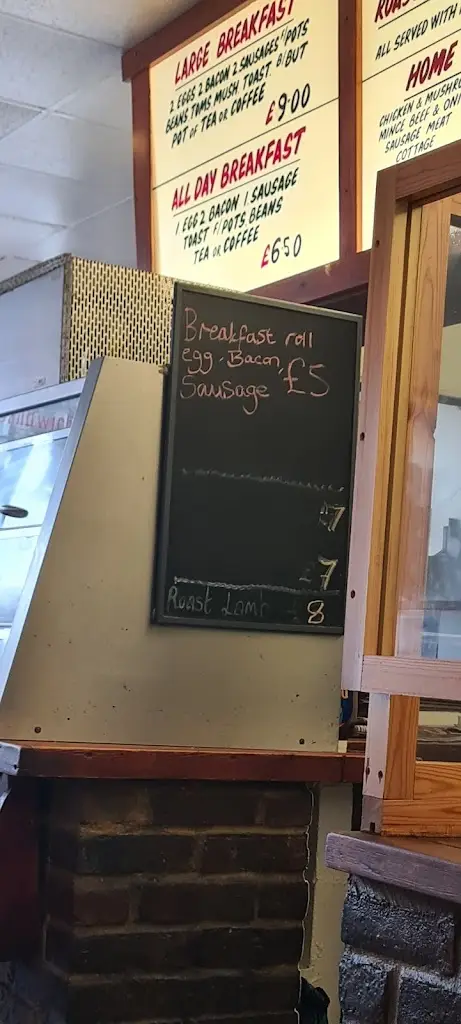 LARGE BREAKFAST
2 EGGS 2 BACON 2 SAUSAGES F/POTS
BEANS TOMS MUSH. TOAST. B/BUT
POT OF TEA OR COFFEE
£9.00
ALL DAY BREAKFAST
1 EGG 2 BACON 1 SAUSAGE
TOAST F/POTS BEANS
TEA OR COFFEE
£6.50
ALL SERVED WITH
HOME
CHICKEN & MUSHR
MINCE BEEF & ONI
SAUSAGE MEAT
COTTAGE
Breakfast roll
egg - Bacon,
Sausage £5
7
£7
Roast Lamb £8